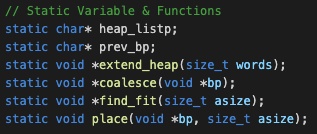 // Static Variable & Functions
static char* heap_listp;
static char* prev_bp;
static void *extend_heap(size_t words);
static void *coalesce(void *bp);
static void *find_fit(size_t asize);
static void place(void *bp, size_t asize);